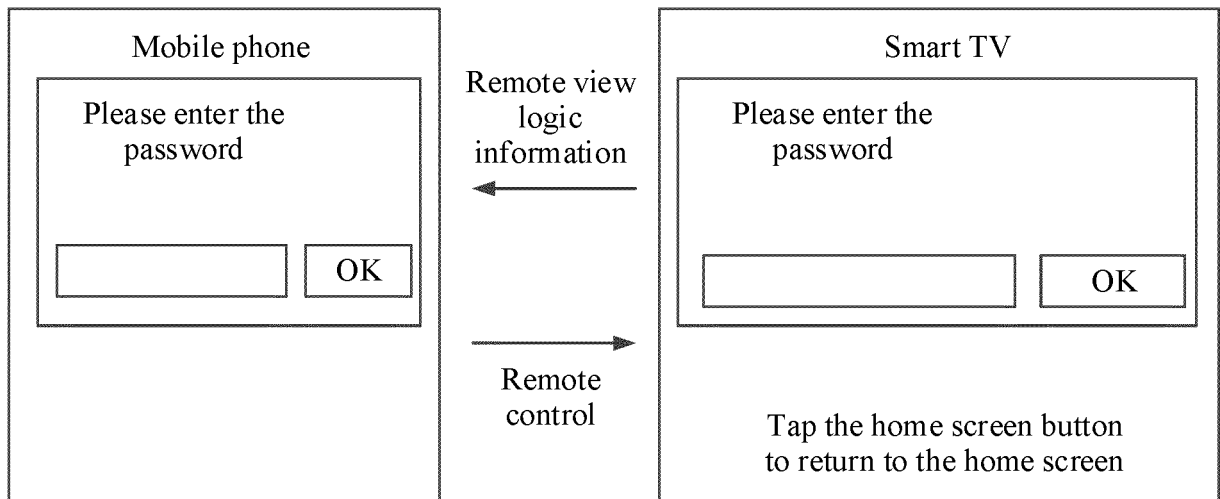 Mobile phone
Please enter the
password
OK
Remote view
logic
information
Remote
control
Smart TV
Please enter the
password
OK
Tap the home screen button
to return to the home screen